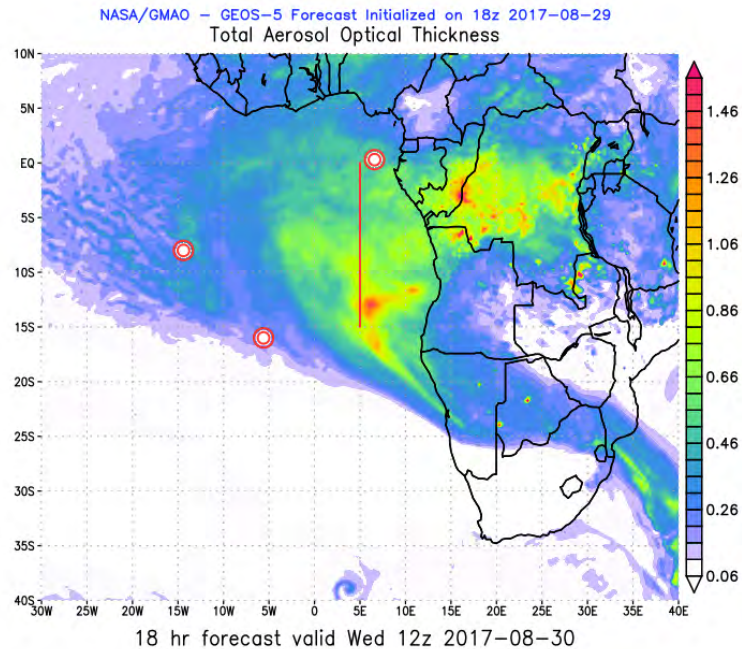 NASA/GMAO - GEOS-5 Forecast Initialized on 18z 2017-08-29
Total Aerosol Optical Thickness
10N
5N
EQ
5S
10S
15S
20S
25S
30S
35S
40S
30W 25W 20W 15W 10W 5W 0 5E 10E 15E 20E 25E 30E 35E 40E
1.46
1.26
1.06
0.86
0.66
0.46
0.26
0.06
18 hr forecast valid Wed 12z 2017-08-30